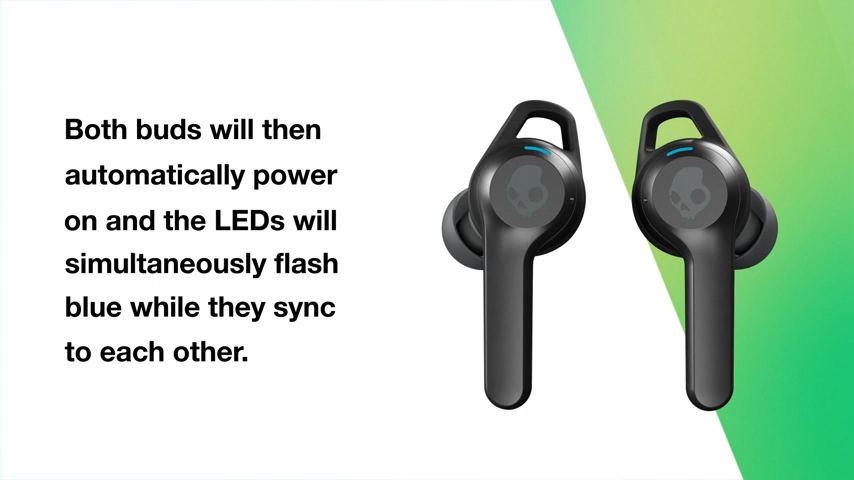 Both buds will then
automatically power
on and the LEDs will
simultaneously flash
blue while they sync
to each other.